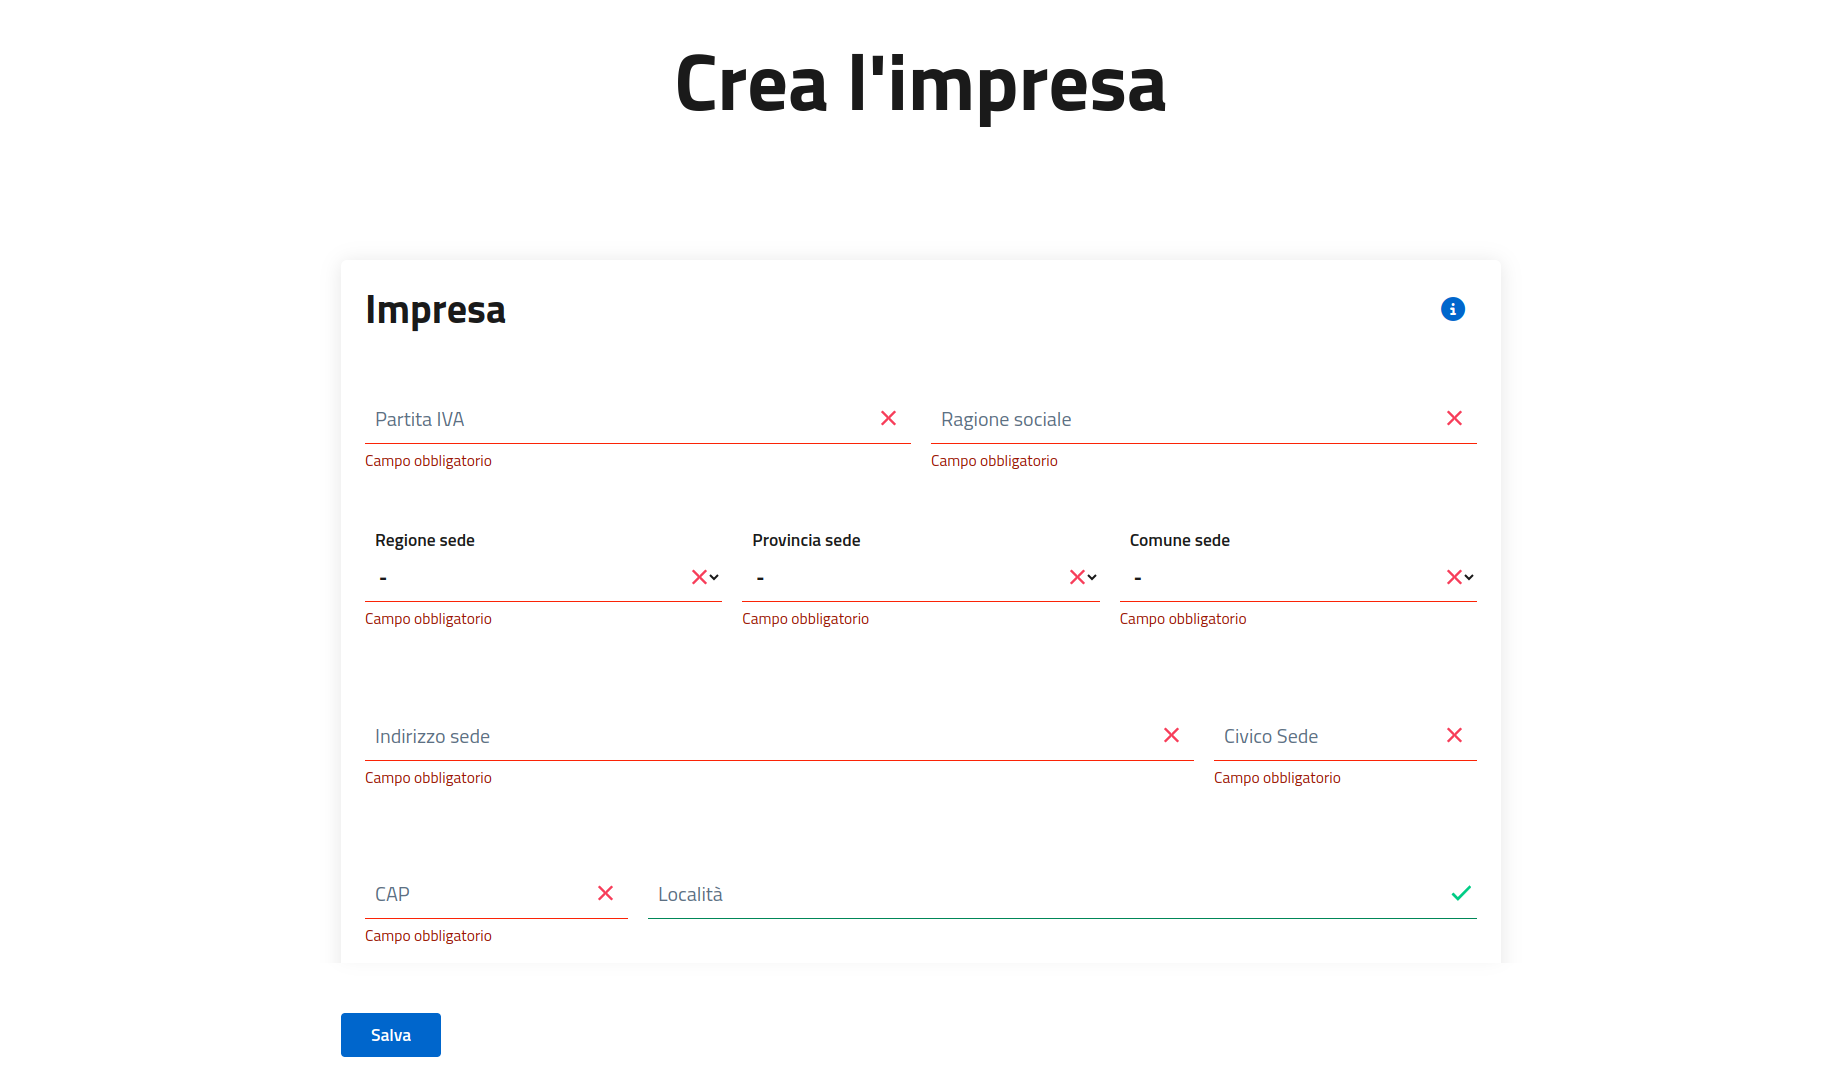 Crea l'impresa
Impresa
Partita IVA
Ragione sociale
Campo obbligatorio
Campo obbligatorio
Regione sede
Provincia sede
Comune sede
-
-
-
Campo obbligatorio
Campo obbligatorio
Campo obbligatorio
Indirizzo sede
Civico Sede
Campo obbligatorio
Campo obbligatorio
CAP
Località
Campo obbligatorio
Salva